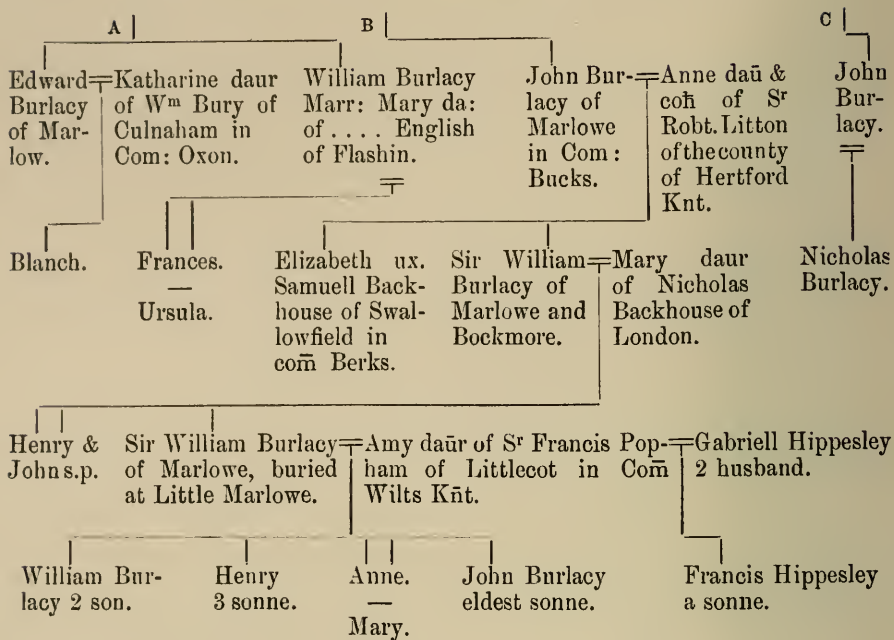 A B C
Edward Katharine daur William Burlacy John Bur- Anne daū & John
Burlacy of Wᵐ Bury of Marr: Mary da: lacy of coħ of Sʳ Bur-
of Mar- Culnaham in of .... English Marlowe Robt. Litton lacy.
low. Com: Oxon. of Flashin. in Com: of the county
Bucks. of Hertford
Knt.
Blanch. Frances. Elizabeth ux. Sir William Mary daur Nicholas
— Samuell Back- Burlacy of of Nicholas Burlacy.
Ursula. house of Swal- Marlowe and Backhouse of
lowfield in Bockmore. London.
com̄ Berks.
Henry & Sir William Burlacy Amy daūr of Sʳ Francis Pop- Gabriell Hippesley
John s.p. of Marlowe, buried ham of Littlecot in Com̄ 2 husband.
at Little Marlowe. Wilts Kn̄t.
William Bur- Henry Anne. John Burlacy Francis Hippesley
lacy 2 son. 3 sonne. — eldest sonne. a sonne.
Mary.